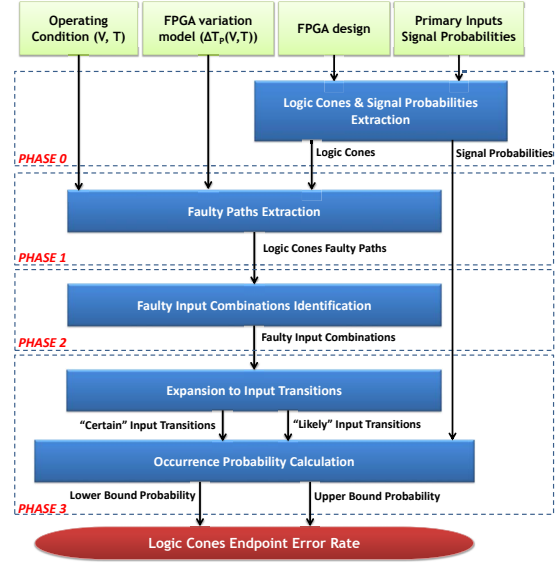 Operating
Condition (V, T)
FPGA variation
model (ΔTP(V,T))
FPGA design
Primary Inputs
Signal Probabilities
Logic Cones & Signal Probabilities
Extraction
PHASE 0
Logic Cones
Signal Probabilities
Faulty Paths Extraction
PHASE 1
Logic Cones Faulty Paths
Faulty Input Combinations Identification
PHASE 2
Faulty Input Combinations
Expansion to Input Transitions
“Certain” Input Transitions
“Likely” Input Transitions
Occurrence Probability Calculation
Lower Bound Probability
Upper Bound Probability
PHASE 3
Logic Cones Endpoint Error Rate